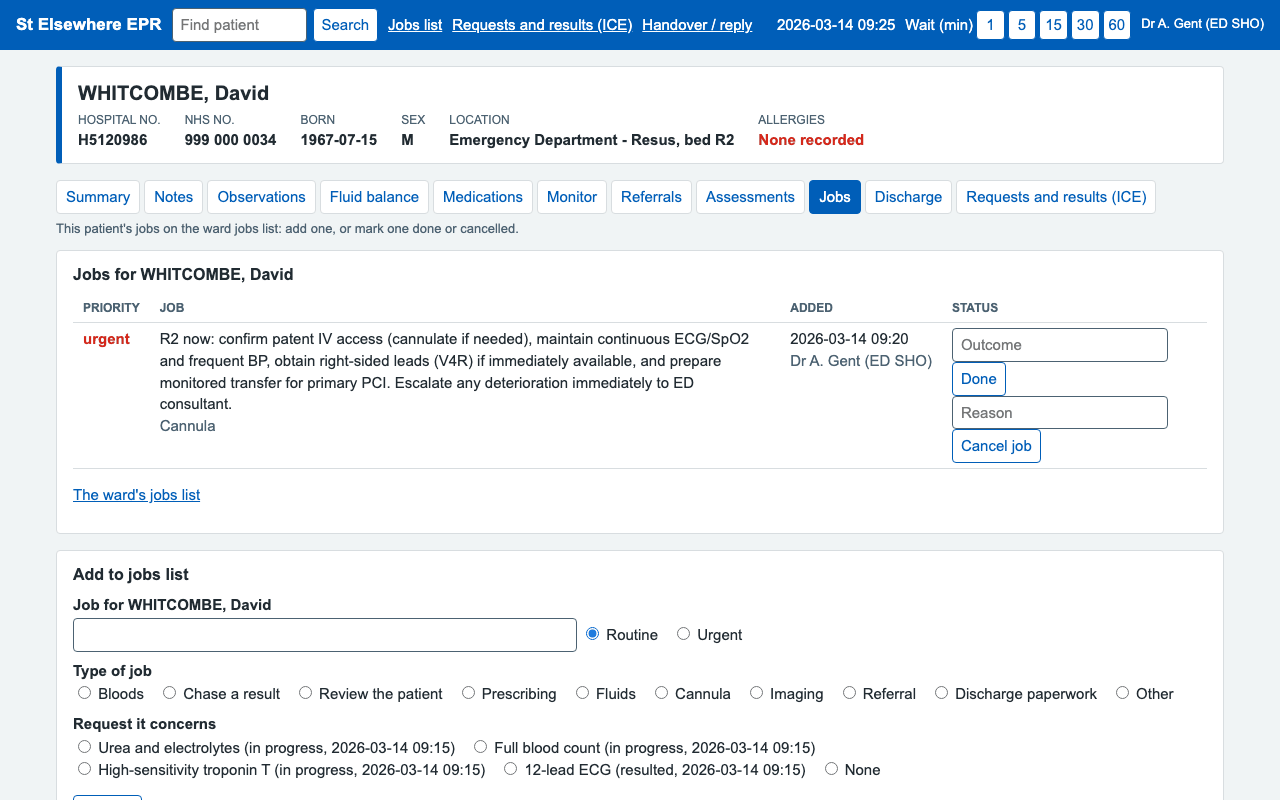 St Elsewhere EPR Find patient Search Jobs list Requests and results (ICE) Handover / reply 2026-03-14 09:25 Wait (min) 1 5 15 30 60 Dr A. Gent (ED SHO)
WHITCOMBE, David
HOSPITAL NO. NHS NO. BORN SEX LOCATION ALLERGIES
H5120986 999 000 0034 1967-07-15 M Emergency Department - Resus, bed R2 None recorded
Summary Notes Observations Fluid balance Medications Monitor Referrals Assessments Jobs Discharge Requests and results (ICE)
This patient's jobs on the ward jobs list: add one, or mark one done or cancelled.
Jobs for WHITCOMBE, David
PRIORITY JOB ADDED STATUS
urgent R2 now: confirm patent IV access (cannulate if needed), maintain continuous ECG/SpO2 2026-03-14 09:20 Outcome
and frequent BP, obtain right-sided leads (V4R) if immediately available, and prepare Dr A. Gent (ED SHO)
monitored transfer for primary PCI. Escalate any deterioration immediately to ED Done
consultant. Reason
Cannula
Cancel job
The ward's jobs list
Add to jobs list
Job for WHITCOMBE, David
Routine Urgent
Type of job
Bloods Chase a result Review the patient Prescribing Fluids Cannula Imaging Referral Discharge paperwork Other
Request it concerns
Urea and electrolytes (in progress, 2026-03-14 09:15) Full blood count (in progress, 2026-03-14 09:15)
High-sensitivity troponin T (in progress, 2026-03-14 09:15) 12-lead ECG (resulted, 2026-03-14 09:15) None